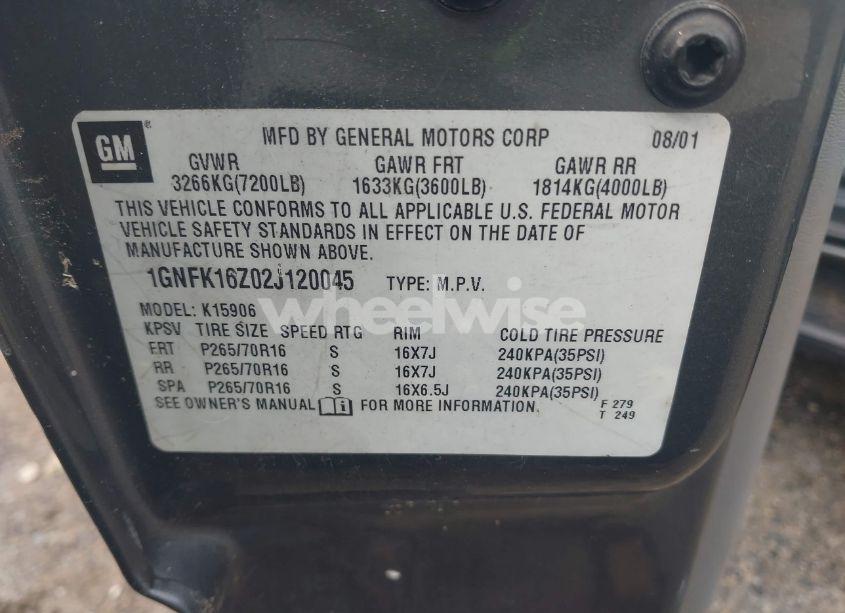 GM ® MFD BY GENERAL MOTORS CORP 08/01
GVWR GAWR FRT GAWR RR
3266KG(7200LB) 1633KG(3600LB) 1814KG(4000LB)
THIS VEHICLE CONFORMS TO ALL APPLICABLE U.S. FEDERAL MOTOR
VEHICLE SAFETY STANDARDS IN EFFECT ON THE DATE OF
MANUFACTURE SHOWN ABOVE.
1GNFK16Z02J120045 TYPE: M.P.V.
wheelwise
MODEL: K15906
KPSV TIRE SIZE SPEED RTG RIM COLD TIRE PRESSURE
FRT P265/70R16 S 16X7J 240KPA(35PSI)
RR P265/70R16 S 16X7J 240KPA(35PSI)
SPA P265/70R16 S 16X6.5J 240KPA(35PSI)
SEE OWNER'S MANUAL FOR MORE INFORMATION.
F 279
T 249